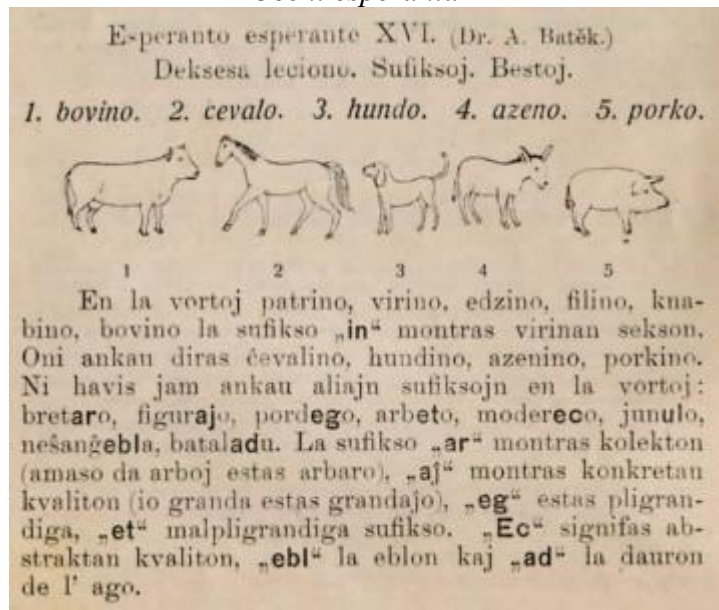 E-peranto esperante XVI. (Dr. A. Batěk.)
Deksesa leciono. Sufiksoj. Bestoj.
1. bovino. 2. cevalo. 3. hundo. 4. azeno. 5. porko.
1 2 3 4 5
En la vortoj patrino, virino, edzino, filino, kna-
bino, bovino la sufikso „in“ montras virinan sekson.
Oni ankau diras ĉevalino, hundino, azenino, porkino.
Ni havis jam ankau aliajn sufiksojn en la vortoj:
bretaro, figurajo, pordego, arbeto, modereco, junulo,
neŝanĝebla, bataladu. La sufikso „ar“ montras kolekton
(amaso da arboj estas arbaro), „aj“ montras konkretan
kvaliton (io granda estas grandajo), „eg“ estas pligran-
diga, „et“ malpligrandiga sufikso. „Ec“ signifas ab-
straktan kvaliton, „ebl“ la eblon kaj „ad“ la dauron
de l' ago.